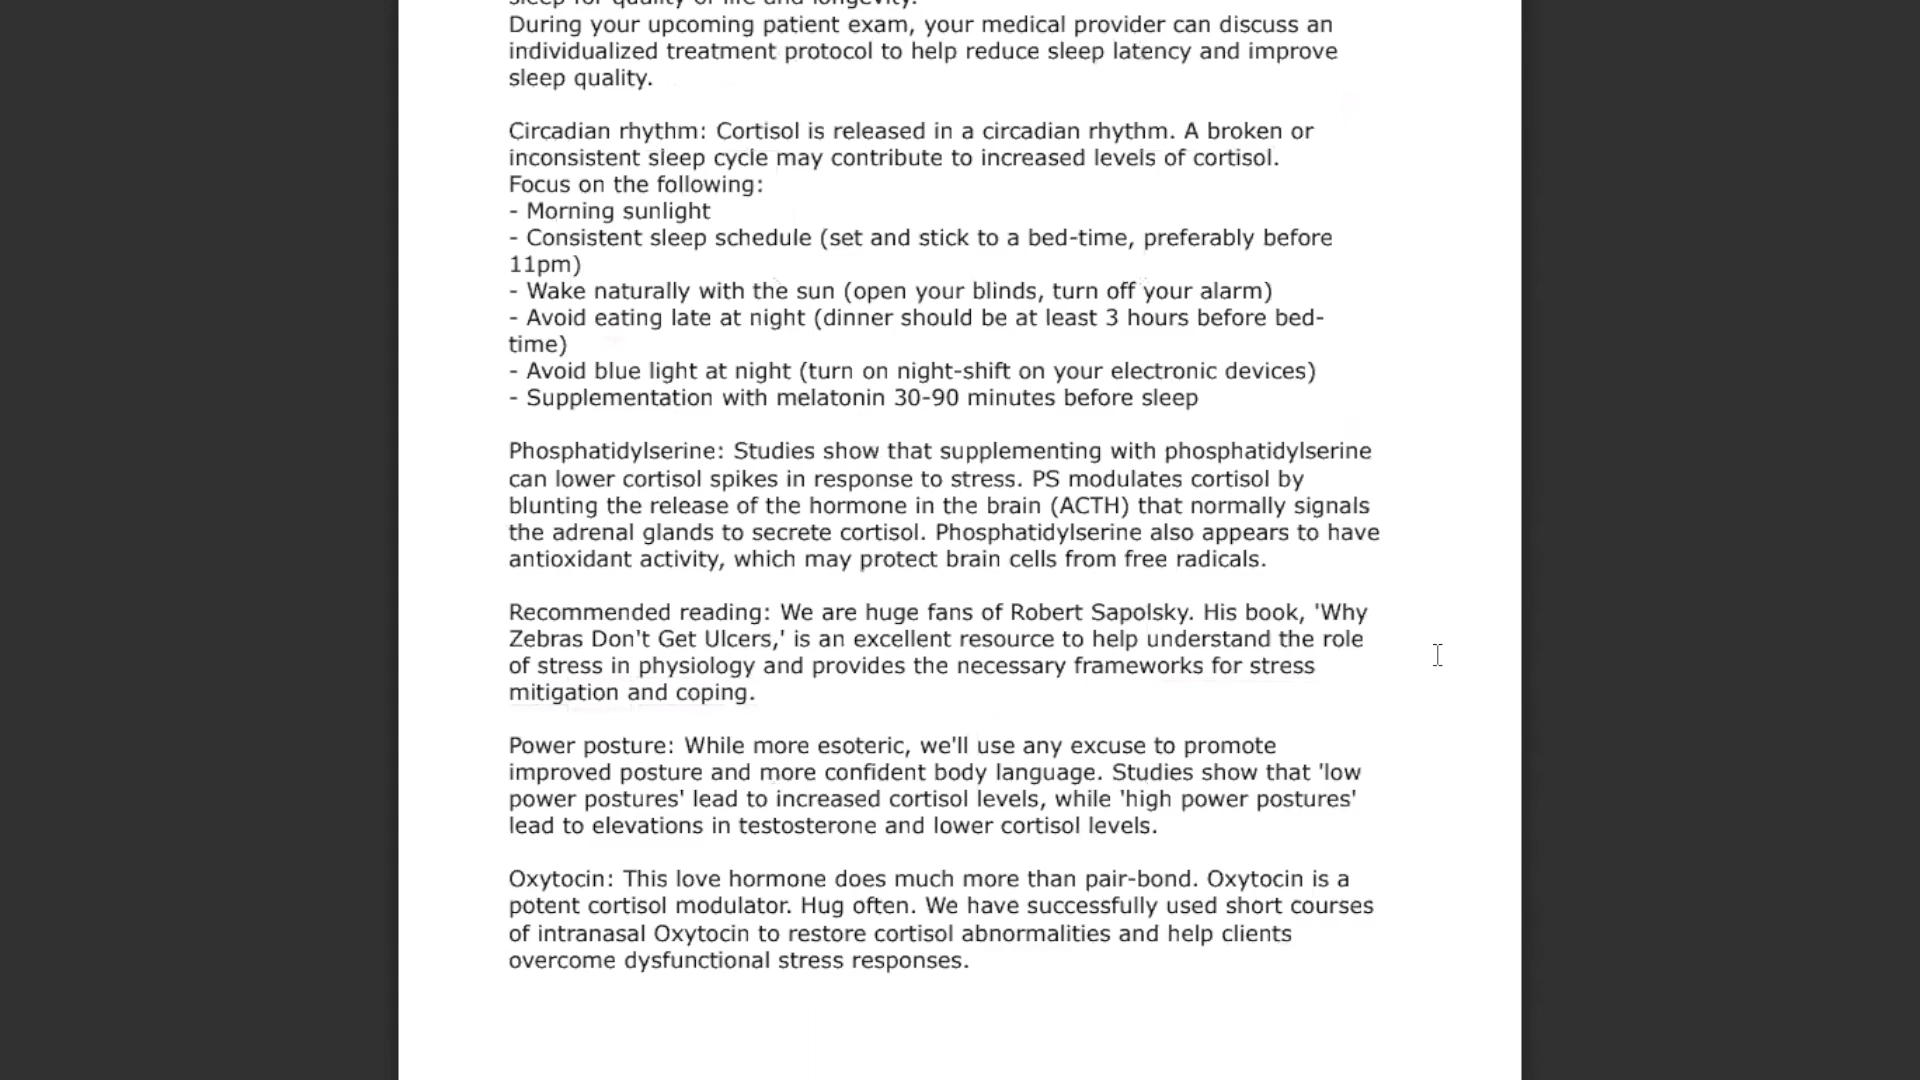 sleep for quality of life and longevity.
During your upcoming patient exam, your medical provider can discuss an
individualized treatment protocol to help reduce sleep latency and improve
sleep quality.
Circadian rhythm: Cortisol is released in a circadian rhythm. A broken or
inconsistent sleep cycle may contribute to increased levels of cortisol.
Focus on the following:
- Morning sunlight
- Consistent sleep schedule (set and stick to a bed-time, preferably before
11pm)
- Wake naturally with the sun (open your blinds, turn off your alarm)
- Avoid eating late at night (dinner should be at least 3 hours before bed-
time)
- Avoid blue light at night (turn on night-shift on your electronic devices)
- Supplementation with melatonin 30-90 minutes before sleep
Phosphatidylserine: Studies show that supplementing with phosphatidylserine
can lower cortisol spikes in response to stress. PS modulates cortisol by
blunting the release of the hormone in the brain (ACTH) that normally signals
the adrenal glands to secrete cortisol. Phosphatidylserine also appears to have
antioxidant activity, which may protect brain cells from free radicals.
Recommended reading: We are huge fans of Robert Sapolsky. His book, 'Why
Zebras Don't Get Ulcers,' is an excellent resource to help understand the role
of stress in physiology and provides the necessary frameworks for stress
mitigation and coping.
Power posture: While more esoteric, we'll use any excuse to promote
improved posture and more confident body language. Studies show that 'low
power postures' lead to increased cortisol levels, while 'high power postures'
lead to elevations in testosterone and lower cortisol levels.
Oxytocin: This love hormone does much more than pair-bond. Oxytocin is a
potent cortisol modulator. Hug often. We have successfully used short courses
of intranasal Oxytocin to restore cortisol abnormalities and help clients
overcome dysfunctional stress responses.